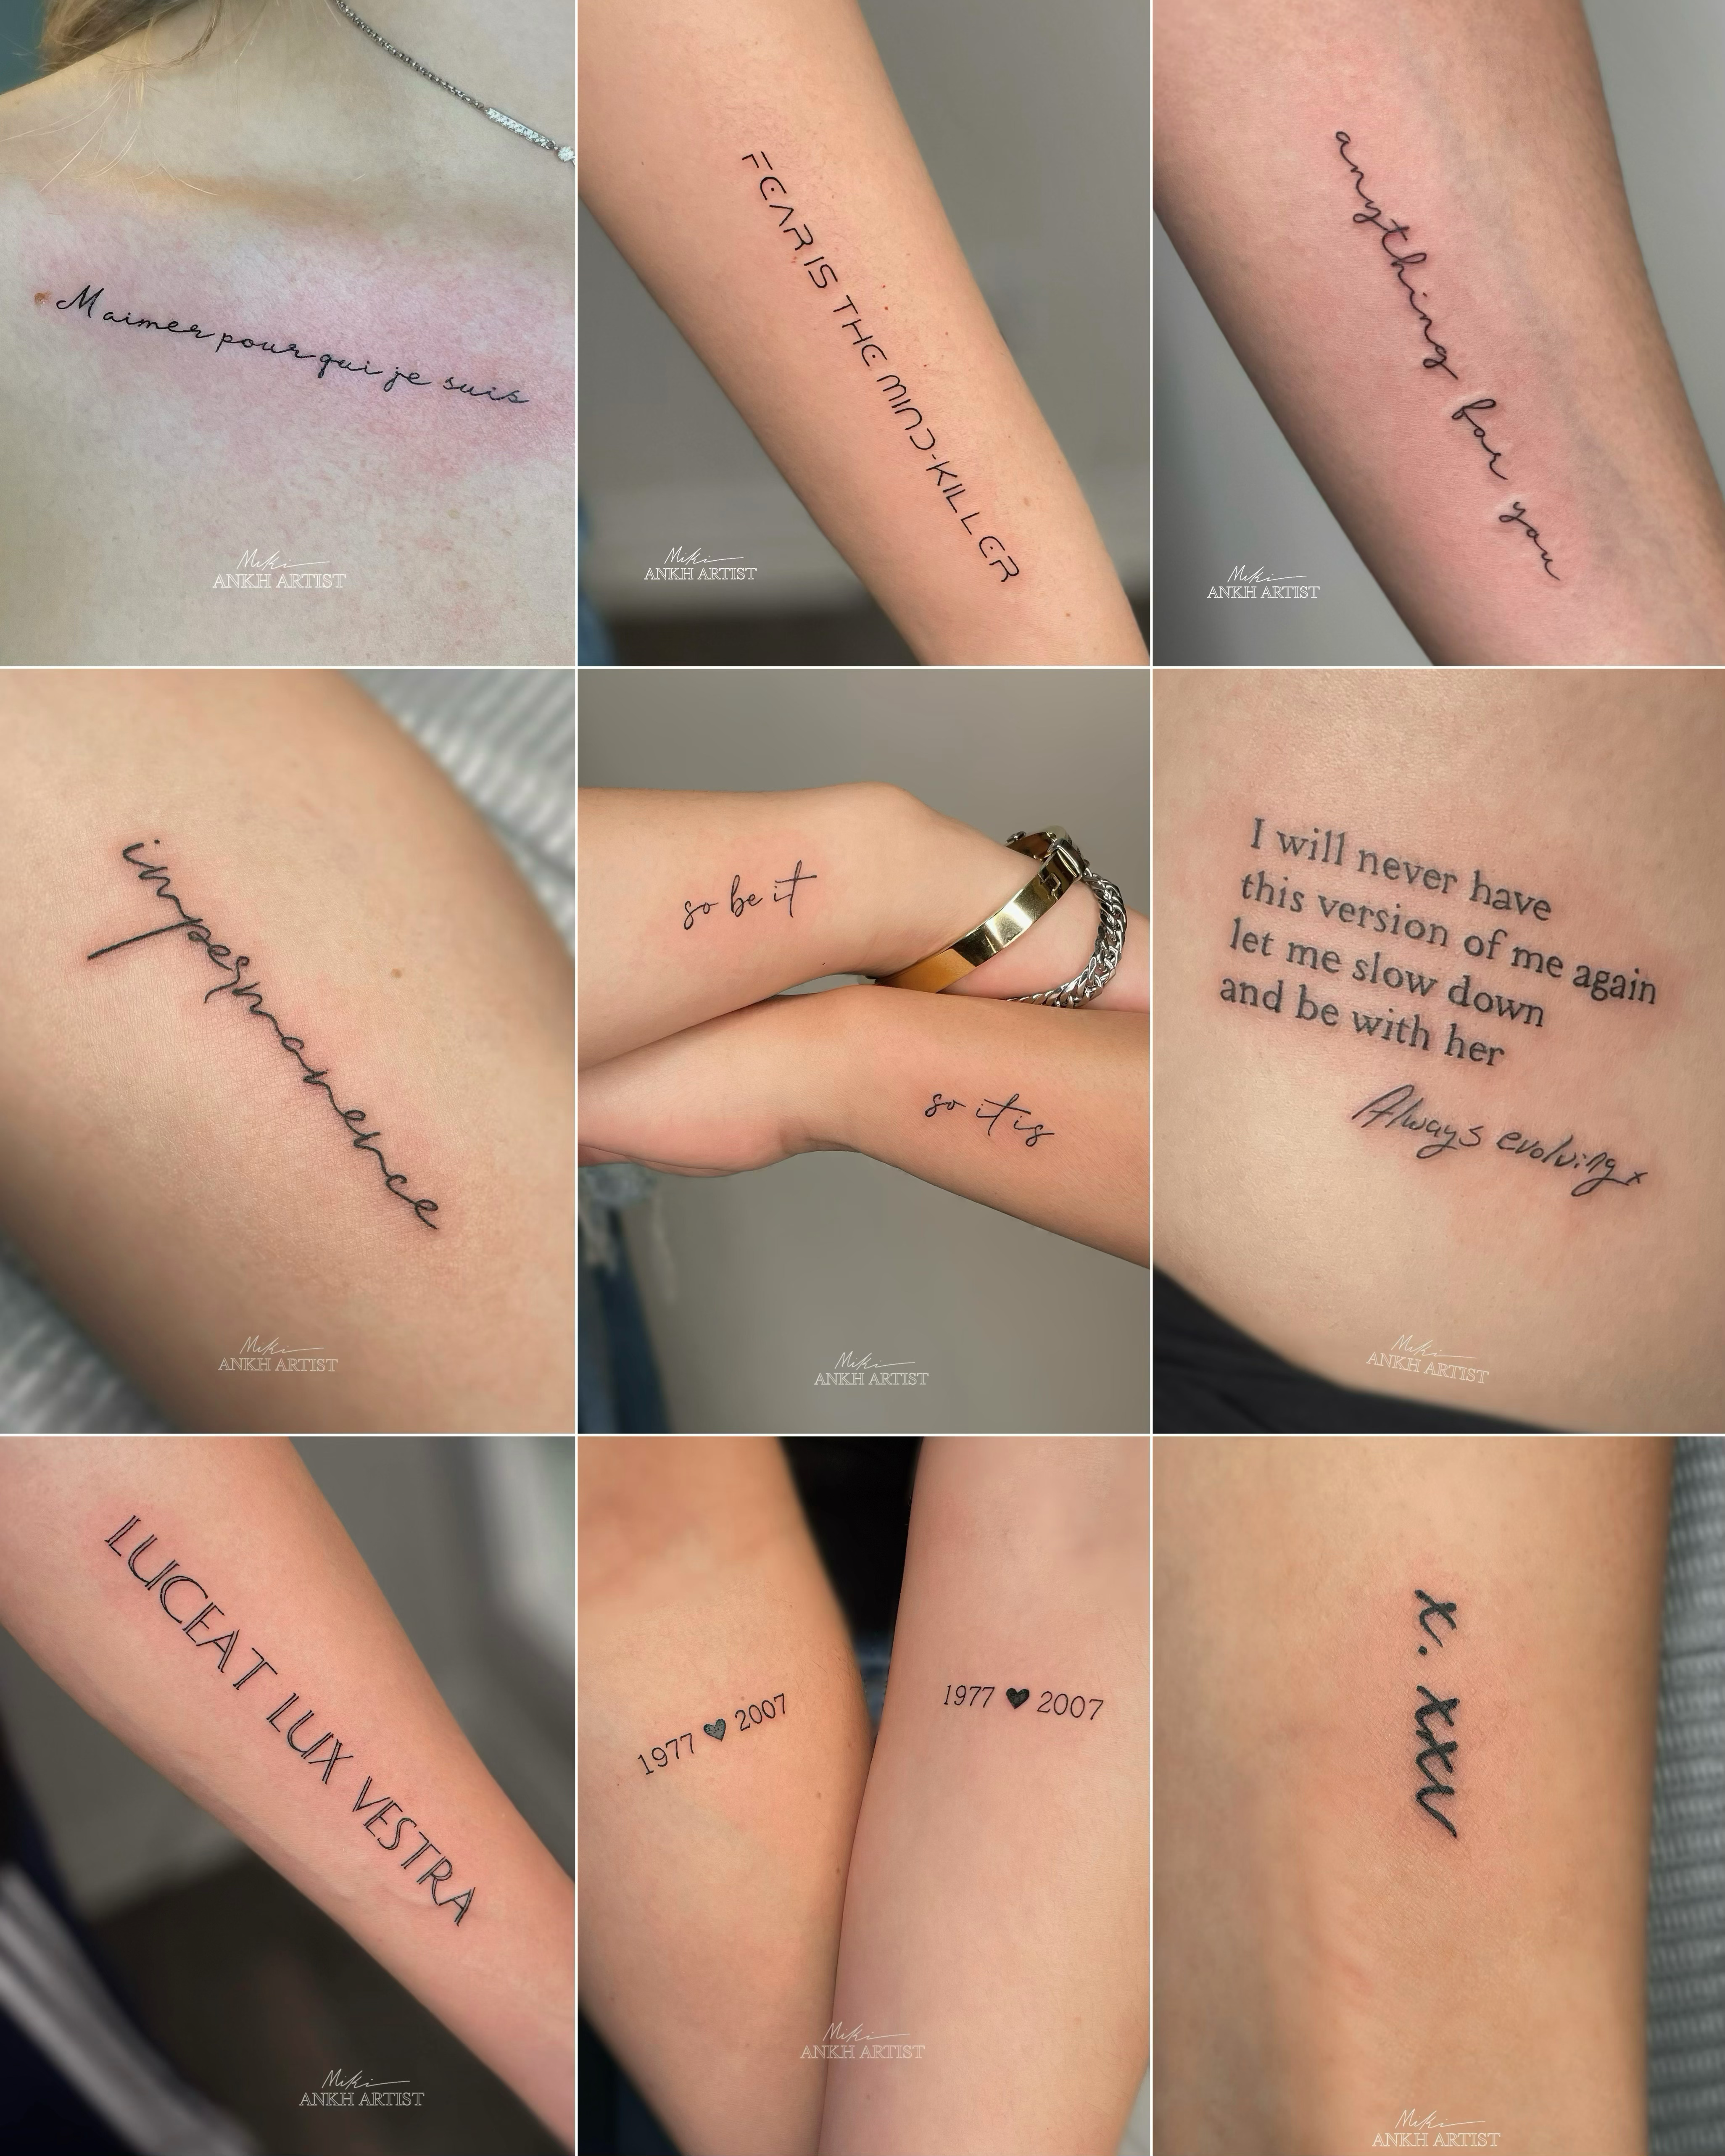 M aimer pour qui je suis
Miki
ANKH ARTIST
FEAR IS THE MIND-KILLER
Miki
ANKH ARTIST
anything for you
Miki
ANKH ARTIST
impermanence
Miki
ANKH ARTIST
so be it
so it is
Miki
ANKH ARTIST
I will never have
this version of me again
let me slow down
and be with her
Always evolving x
Miki
ANKH ARTIST
LUCEAT LUX VESTRA
Miki
ANKH ARTIST
1977 ♥ 2007
1977 ♥ 2007
Miki
ANKH ARTIST
x. xxv
Miki
ANKH ARTIST